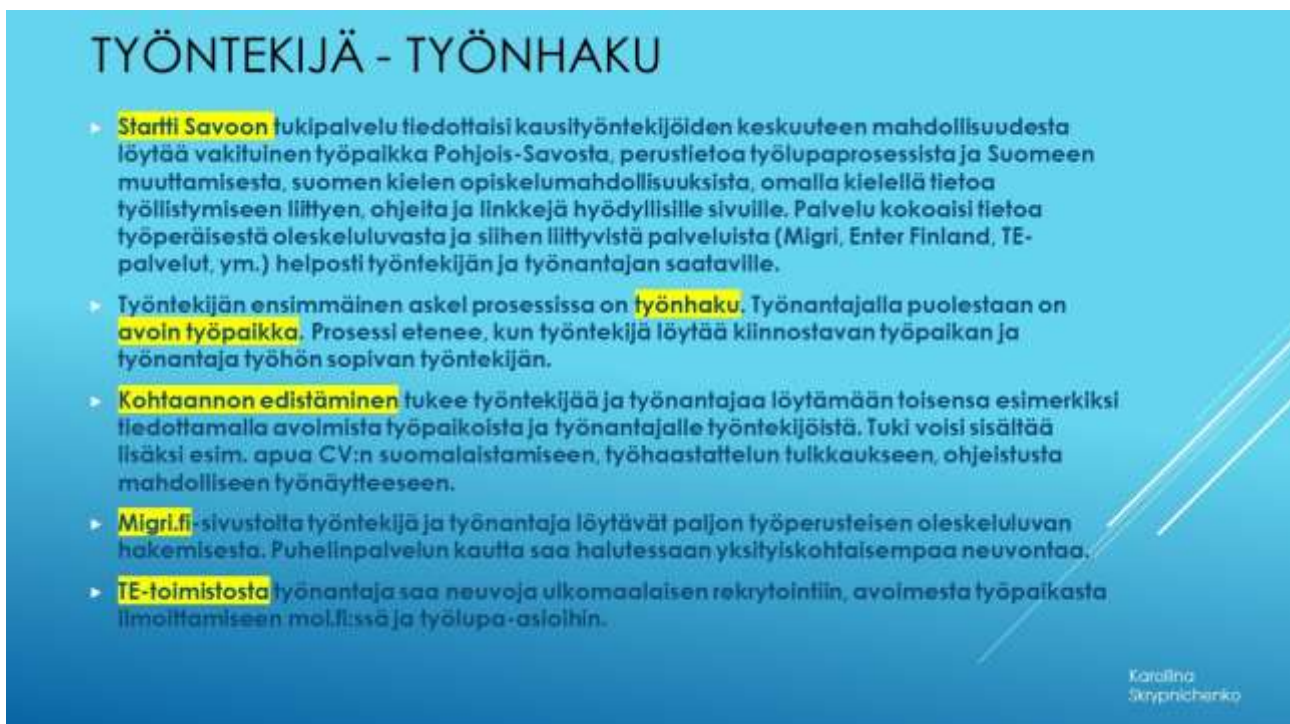 TYÖNTEKIJÄ - TYÖNHAKU
Startti Savoon tukipalvelu tiedottaisi kausityöntekijöiden keskuuteen mahdollisuudesta
löytää vakituinen työpaikka Pohjois-Savosta, perustietoa työlupaprosessista ja Suomeen
muuttamisesta, suomen kielen opiskelumahdollisuuksista, omalla kielellä tietoa
työllistymiseen liittyen, ohjeita ja linkkejä hyödyllisille sivuille. Palvelu kokoaisi tietoa
työperäisestä oleskeluluvasta ja siihen liittyvistä palveluista (Migri, Enter Finland, TE-
palvelut, ym.) helposti työntekijän ja työnantajan saataville.
Työntekijän ensimmäinen askel prosessissa on työnhaku. Työnantajalla puolestaan on
avoin työpaikka. Prosessi etenee, kun työntekijä löytää kiinnostavan työpaikan ja
työnantaja työhön sopivan työntekijän.
Kohtaannon edistäminen tukee työntekijää ja työnantajaa löytämään toisensa esimerkiksi
tiedottamalla avoimista työpaikoista ja työnantajalle työntekijöistä. Tuki voisi sisältää
lisäksi esim. apua CV:n suomalaistamiseen, työhaastattelun tulkkaukseen, ohjeistusta
mahdolliseen työnäytteeseen.
Migri.fi-sivustolta työntekijä ja työnantaja löytävät paljon työperusteisen oleskeluluvan
hakemisesta. Puhelinpalvelun kautta saa halutessaan yksityiskohtaisempaa neuvontaa.
TE-toimistosta työnantaja saa neuvoja ulkomaalaisen rekrytointiin, avoimesta työpaikasta
ilmoittamiseen mol.fi:ssä ja työlupa-asioihin.
Karoliina
Skrypnichenko